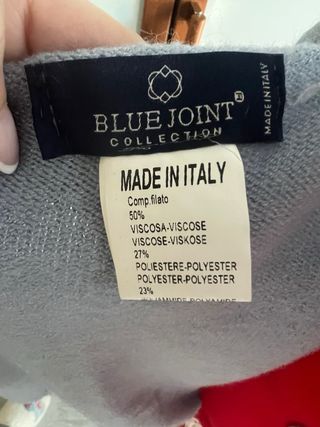 BLUE JOINT
COLLECTION
MADE IN ITALY
MADE IN ITALY
Comp.filato
50%
VISCOSA-VISCOSE
VISCOSE-VISKOSE
27%
POLIESTERE-POLYESTER
POLYESTER-POLYESTER
23%